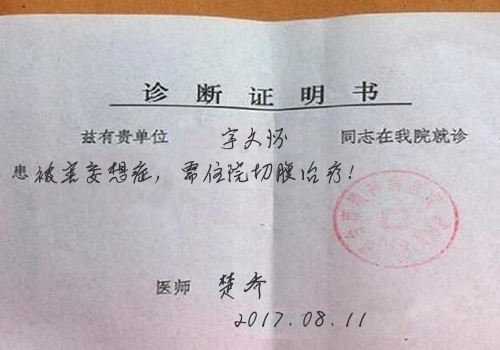 诊断证明书
兹有贵单位 宇文怀 同志在我院就诊
患被害妄想症，需住院切腹治疗！
医师 楚乔
2017.08.11